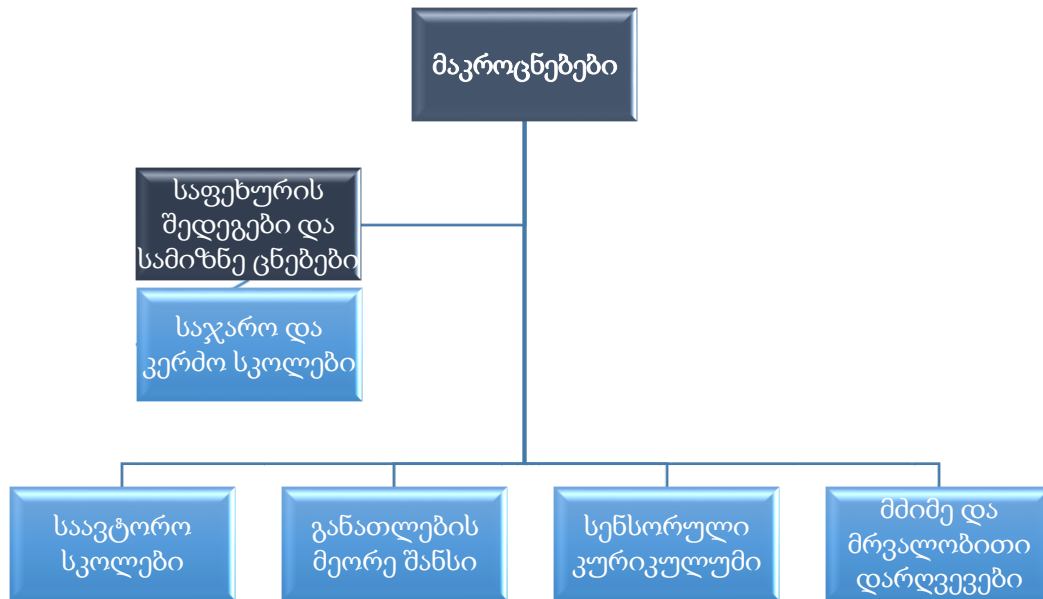 მაკროცნებები
საფეხურის
შედეგები და
სამიზნე ცნებები
საჯარო და
კერძო სკოლები
საავტორო
სკოლები
განათლების
მეორე შანსი
სენსორული
კურიკულუმი
მძიმე და
მრვალობითი
დარღვევები